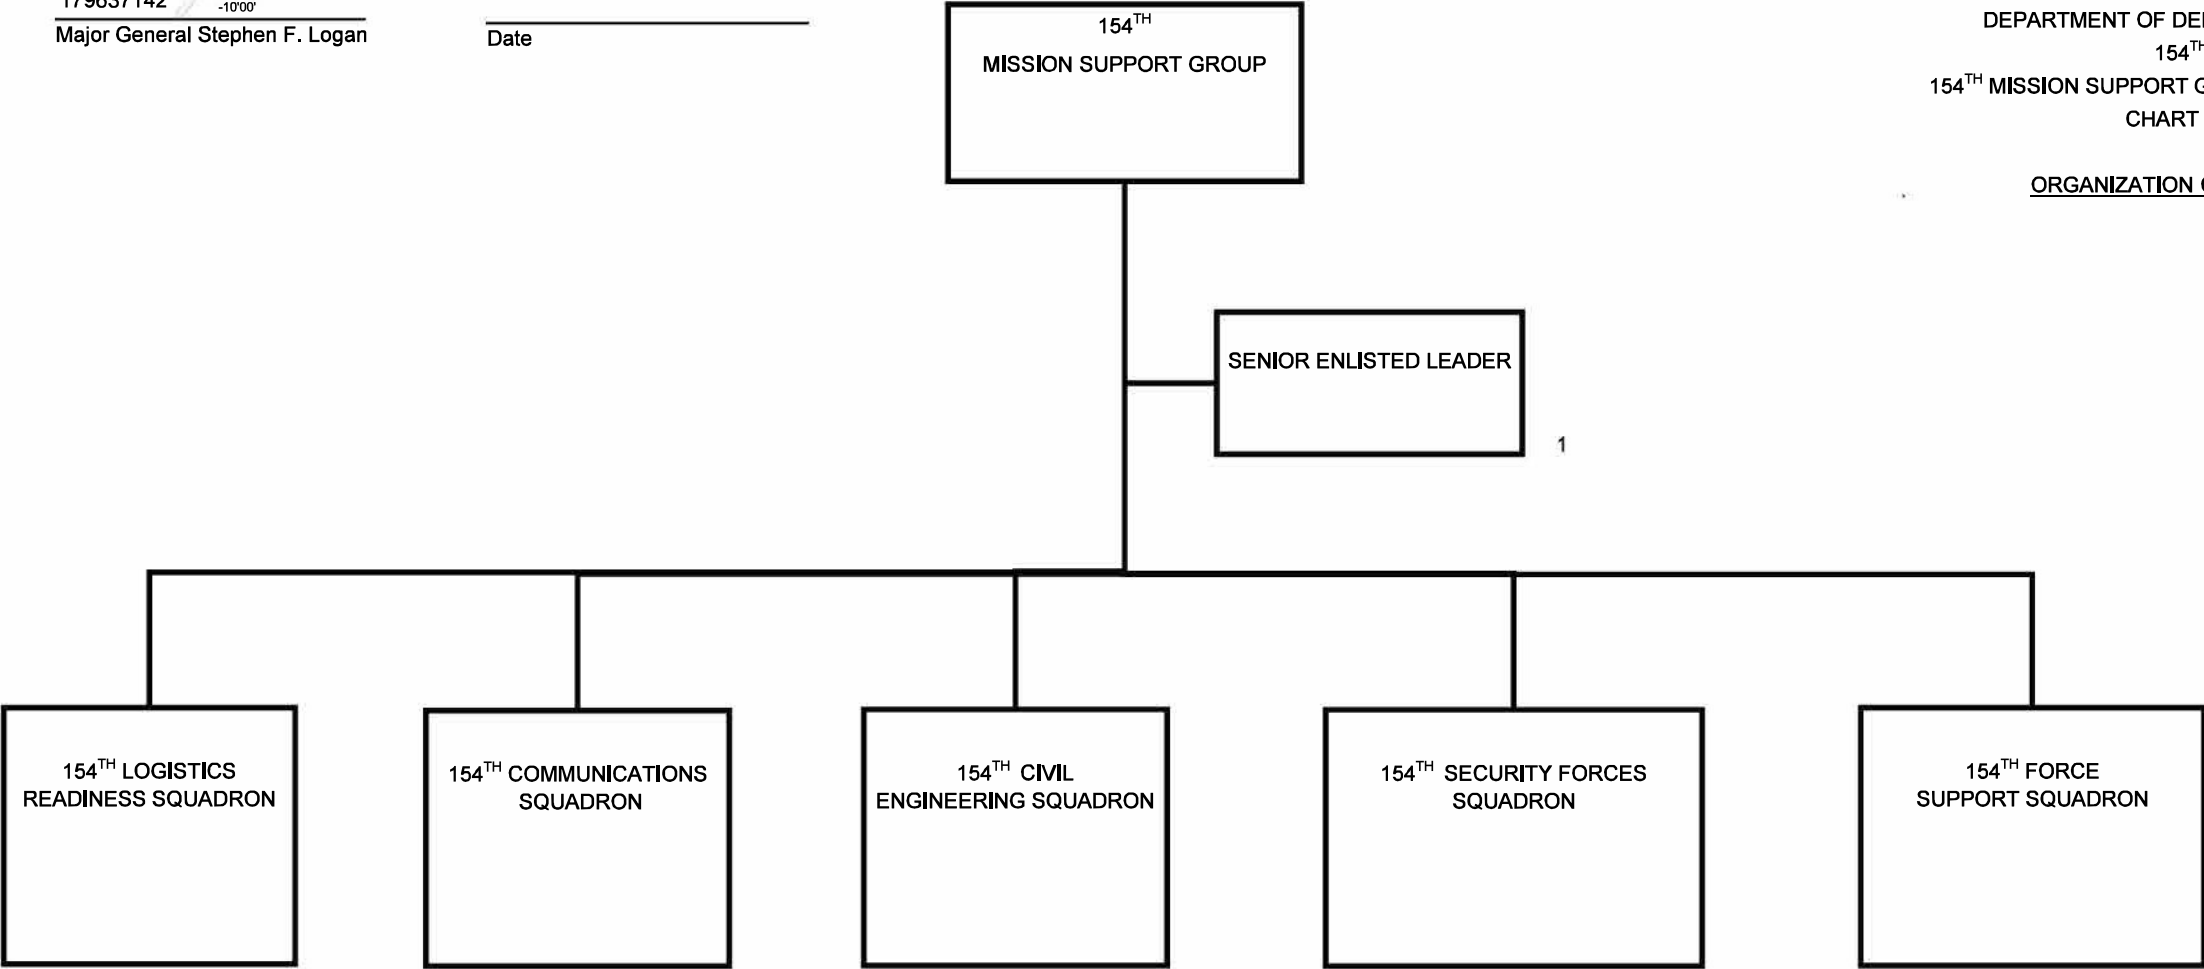 179637142
-10'00'
Major General Stephen F. Logan
Date
154TH
MISSION SUPPORT GROUP
DEPARTMENT OF
154TH
154TH MISSION SUPPORT
CHART
ORGANIZATION
SENIOR ENLISTED LEADER
1
154TH LOGISTICS
READINESS SQUADRON
154TH COMMUNICATIONS
SQUADRON
154TH CIVIL
ENGINEERING SQUADRON
154TH SECURITY FORCES
SQUADRON
154TH FORCE
SUPPORT SQUADRON